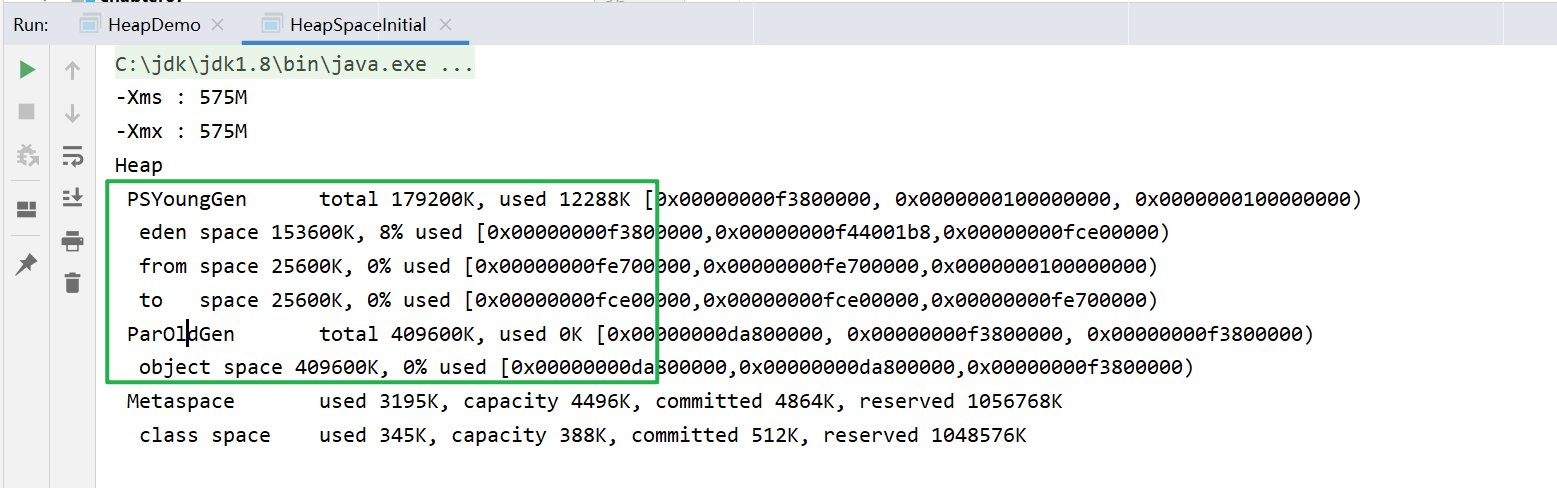 Run: HeapDemo HeapSpaceInitial
C:\jdk\jdk1.8\bin\java.exe ...
-Xms : 575M
-Xmx : 575M
Heap
PSYoungGen total 179200K, used 12288K [0x00000000f3800000, 0x0000000100000000, 0x0000000100000000)
eden space 153600K, 8% used [0x00000000f3800000,0x00000000f44001b8,0x00000000fce00000)
from space 25600K, 0% used [0x00000000fe700000,0x00000000fe700000,0x0000000100000000)
to space 25600K, 0% used [0x00000000fce00000,0x00000000fce00000,0x00000000fe700000)
ParOldGen total 409600K, used 0K [0x00000000da800000, 0x00000000f3800000, 0x00000000f3800000)
object space 409600K, 0% used [0x00000000da800000,0x00000000da800000,0x00000000f3800000)
Metaspace used 3195K, capacity 4496K, committed 4864K, reserved 1056768K
class space used 345K, capacity 388K, committed 512K, reserved 1048576K